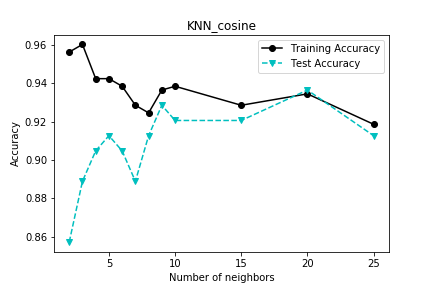 KNN_cosine
Training Accuracy
Test Accuracy
0.96
0.94
0.92
0.90
0.88
0.86
Accuracy
5 10 15 20 25
Number of neighbors